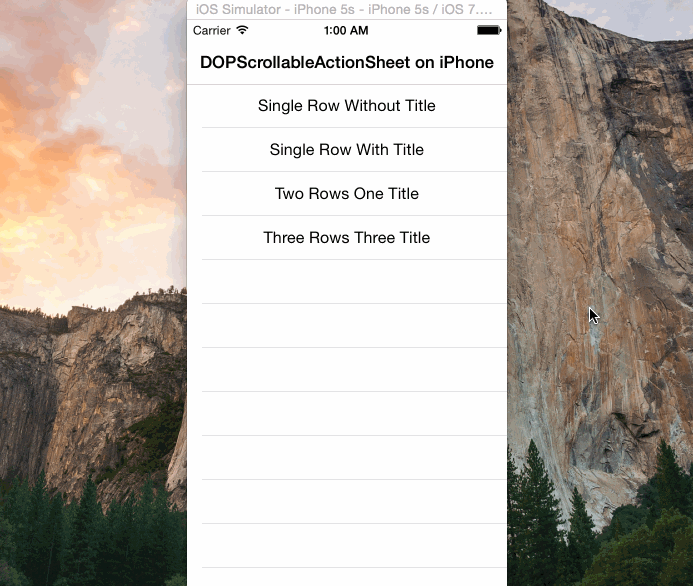 iOS Simulator - iPhone 5s - iPhone 5s / iOS 7....
Carrier 1:00 AM
DOPScrollableActionSheet on iPhone
Single Row Without Title
Single Row With Title
Two Rows One Title
Three Rows Three Title